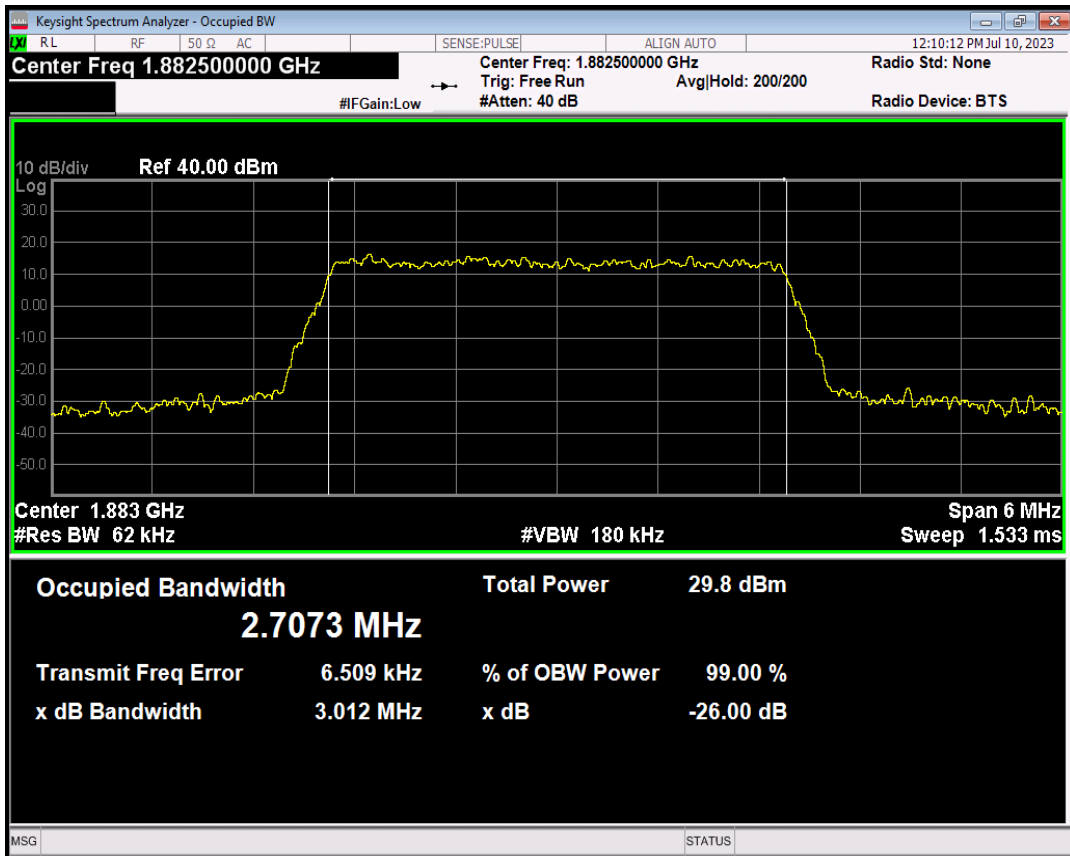 Keysight Spectrum Analyzer - Occupied BW
LXI RL RF 50 Ω AC SENSE:PULSE ALIGN AUTO 12:10:12 PM Jul 10, 2023
Center Freq 1.882500000 GHz Center Freq: 1.882500000 GHz Radio Std: None
Trig: Free Run Avg|Hold: 200/200
#IFGain:Low #Atten: 40 dB Radio Device: BTS
10 dB/div Ref 40.00 dBm
Log
30.0
20.0
10.0
0.00
-10.0
-20.0
-30.0
-40.0
-50.0
Center 1.883 GHz Span 6 MHz
#Res BW 62 kHz #VBW 180 kHz Sweep 1.533 ms
Occupied Bandwidth Total Power 29.8 dBm
2.7073 MHz
Transmit Freq Error 6.509 kHz % of OBW Power 99.00 %
x dB Bandwidth 3.012 MHz x dB -26.00 dB
MSG STATUS